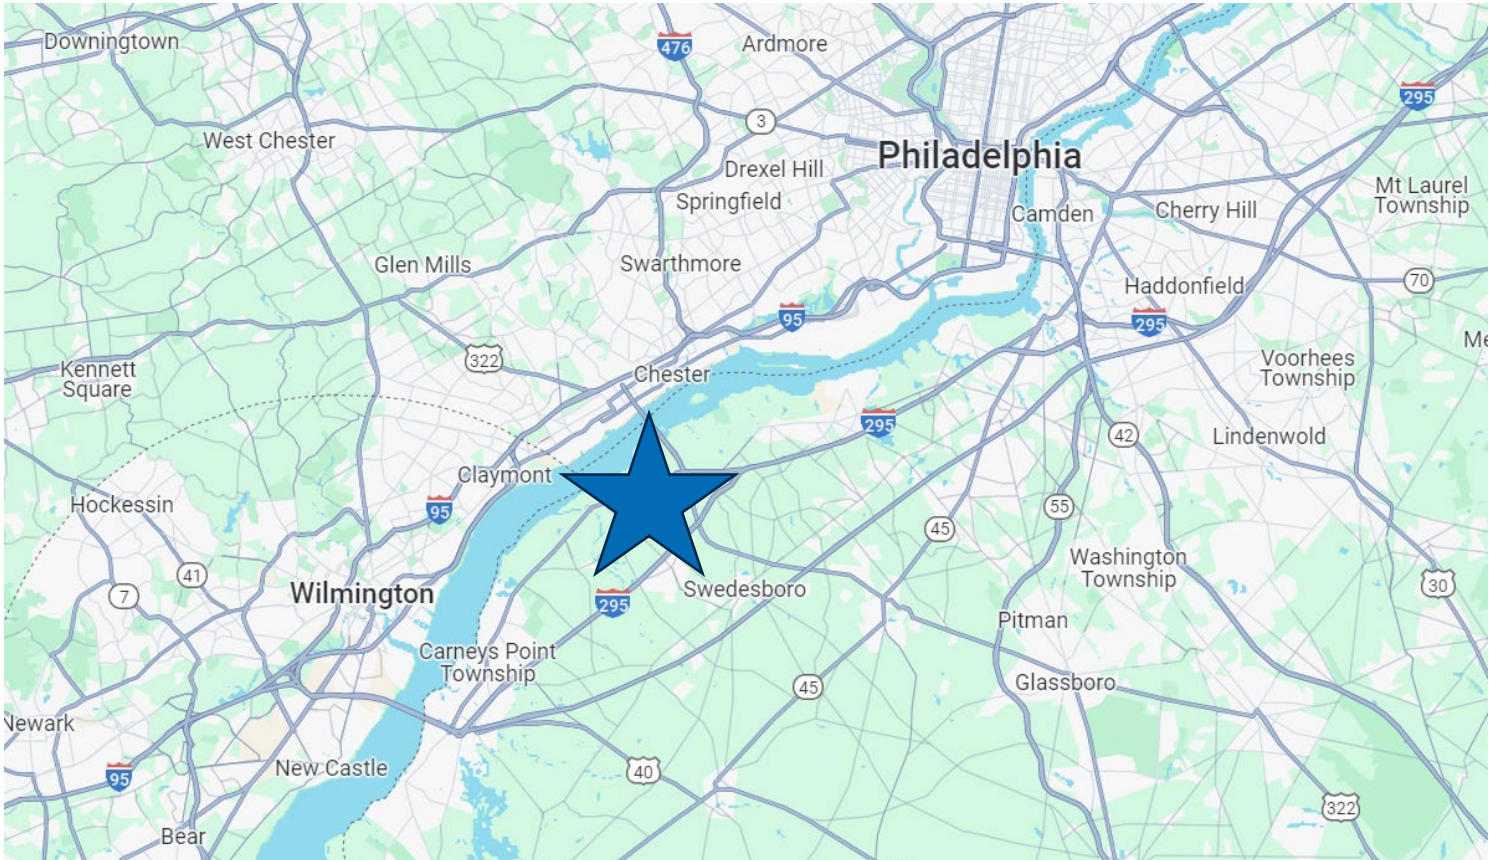 Downingtown
476
Ardmore
295
3
West Chester
Philadelphia
Drexel Hill
Springfield
Mt Laurel
Township
Camden
Cherry Hill
Glen Mills
Swarthmore
70
Haddonfield
95
295
322
Kennett
Square
Chester
Voorhees
Township
295
42
Lindenwold
Claymont
95
Hockessin
55
45
Washington
Township
41
7
Wilmington
295
Swedesboro
30
Pitman
Carneys Point
Township
45
Glassboro
Newark
95
New Castle
40
322
Bear